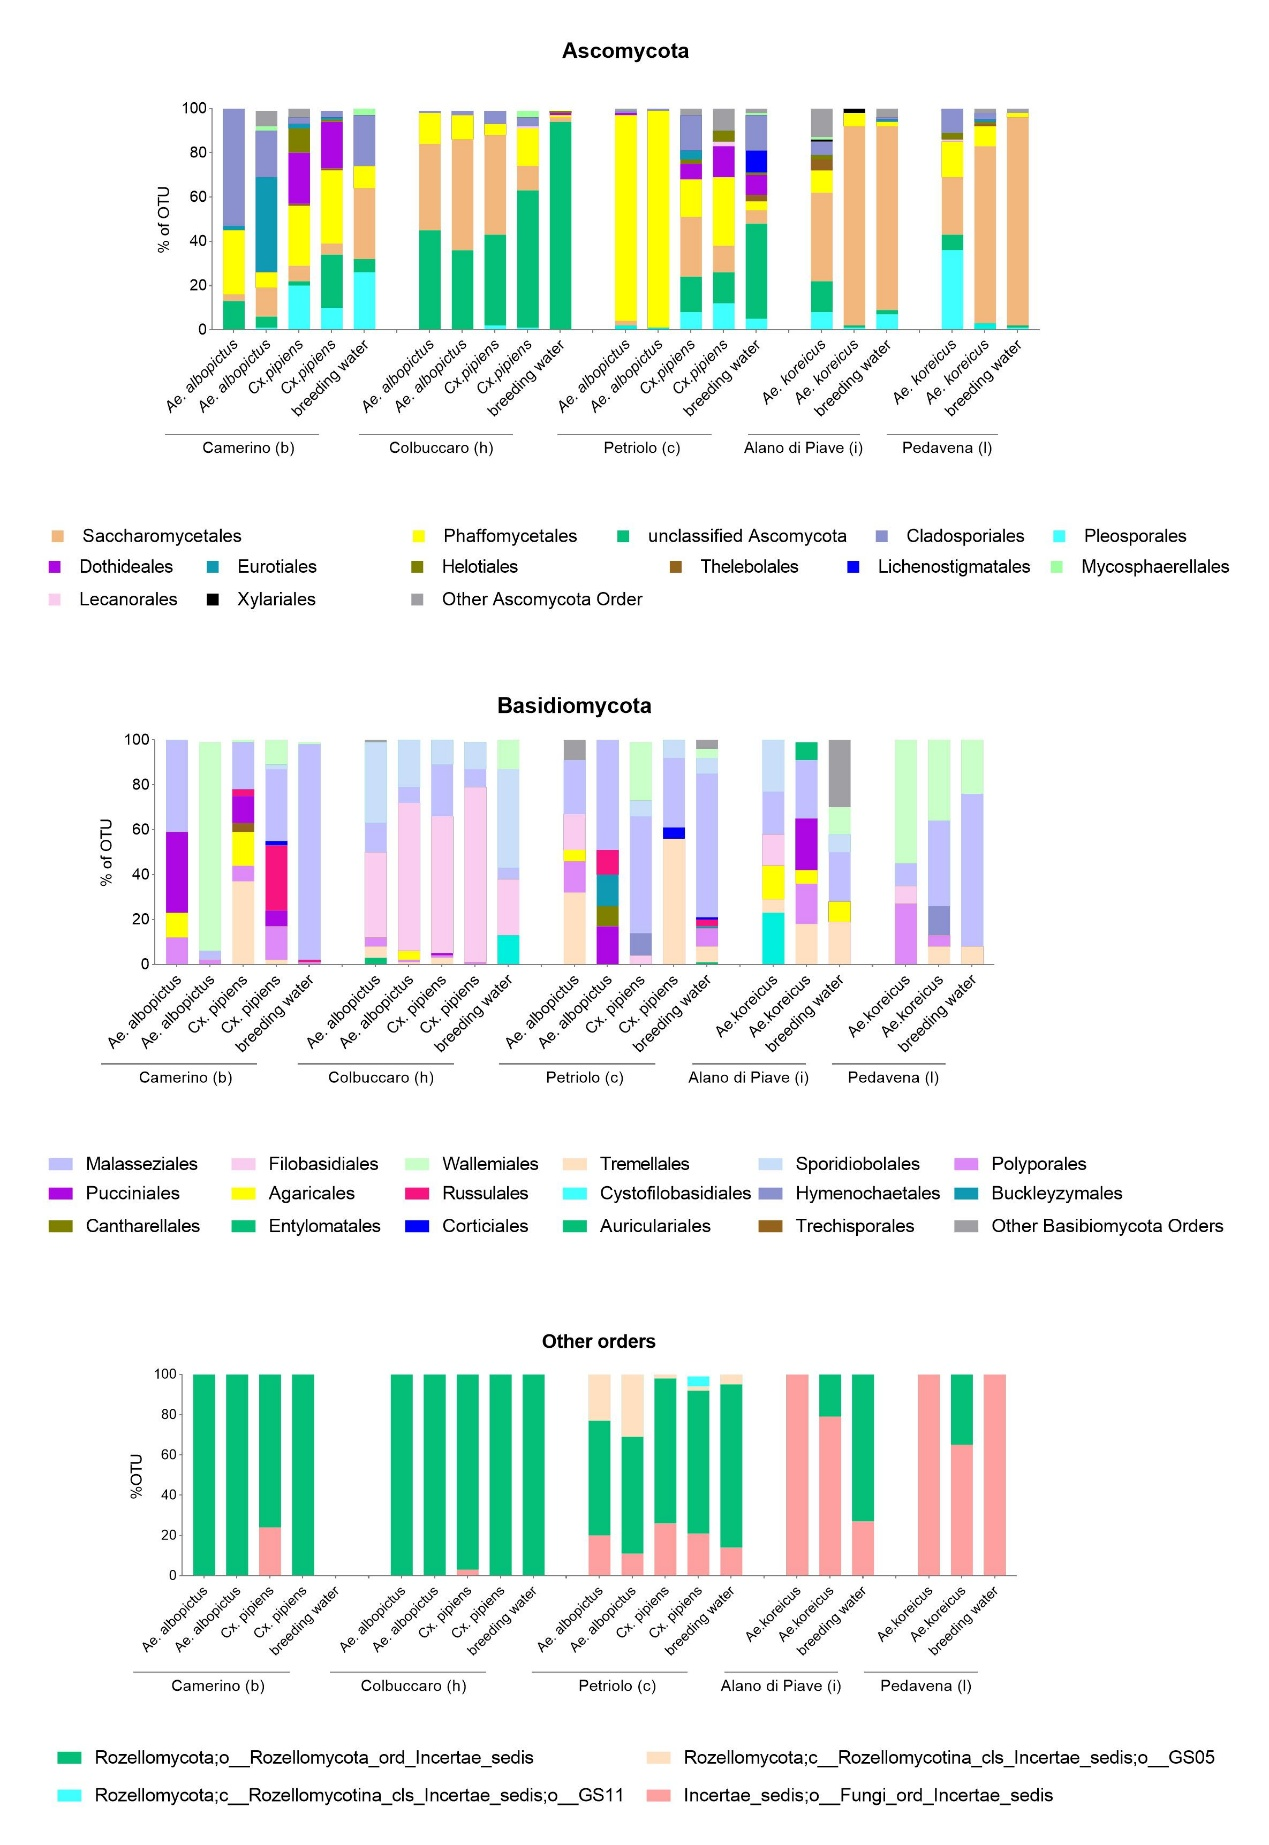 Ascomycota
100
80
60
40
20
0
% of OTU
Ae. albopictus
Ae. albopictus
Cx.pipiens
Cx.pipiens
breeding water
Ae. albopictus
Ae. albopictus
Cx.pipiens
Cx.pipiens
breeding water
Ae. albopictus
Ae. albopictus
Cx.pipiens
Cx.pipiens
breeding water
Ae. koreicus
Ae. koreicus
breeding water
Ae. koreicus
Ae. koreicus
breeding water
Camerino (b)
Colbuccaro (h)
Petriolo (c)
Alano di Piave (i)
Pedavena (l)
Saccharomycetales
Phaffomycetales
unclassified Ascomycota
Cladosporiales
Pleosporales
Dothideales
Eurotiales
Helotiales
Thelebolales
Lichenostigmatales
Mycosphaerellales
Lecanorales
Xylariales
Other Ascomycota Order
Basidiomycota
100
80
60
40
20
0
% of OTU
Ae. albopictus
Ae. albopictus
Cx. pipiens
Cx. pipiens
breeding water
Ae. albopictus
Ae. albopictus
Cx. pipiens
Cx. pipiens
breeding water
Ae. albopictus
Ae. albopictus
Cx. pipiens
Cx. pipiens
breeding water
Ae.koreicus
Ae.koreicus
breeding water
Ae.koreicus
Ae.koreicus
breeding water
Camerino (b)
Colbuccaro (h)
Petriolo (c)
Alano di Piave (i)
Pedavena (l)
Malasseziales
Filobasidiales
Wallemiales
Tremellales
Sporidiobolales
Polyporales
Pucciniales
Agaricales
Russulales
Cystofilobasidiales
Hymenochaetales
Buckleyzymales
Cantharellales
Entylomatales
Corticiales
Auriculariales
Trechisporales
Other Basibiomycota Orders
Other orders
100
80
60
40
20
0
%OTU
Ae. albopictus
Ae. albopictus
Cx. pipiens
Cx. pipiens
breeding water
Ae. albopictus
Ae. albopictus
Cx. pipiens
Cx. pipiens
breeding water
Ae. albopictus
Ae. albopictus
Cx. pipiens
Cx. pipiens
breeding water
Ae.koreicus
Ae.koreicus
breeding water
Ae.koreicus
Ae.koreicus
breeding water
Camerino (b)
Colbuccaro (h)
Petriolo (c)
Alano di Piave (i)
Pedavena (l)
Rozellomycota;o__Rozellomycota_ord_Incertae_sedis
Rozellomycota;c__Rozellomycotina_cls_Incertae_sedis;o__GS05
Rozellomycota;c__Rozellomycotina_cls_Incertae_sedis;o__GS11
Incertae_sedis;o__Fungi_ord_Incertae_sedis